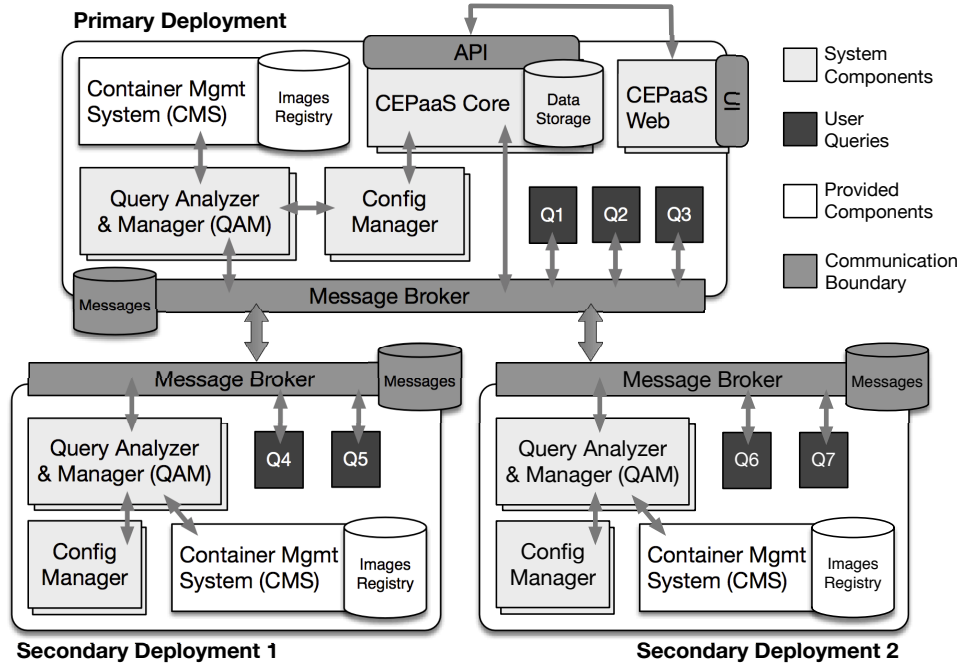 Primary Deployment
API
Container Mgmt
System (CMS)
Images
Registry
CEPaaS Core
Data
Storage
CEPaaS
Web
UI
System
Components
User
Queries
Provided
Components
Communication
Boundary
Query Analyzer
& Manager (QAM)
Config
Manager
Q1
Q2
Q3
Messages
Message Broker
Message Broker
Messages
Query Analyzer
& Manager (QAM)
Q4
Q5
Config
Manager
Container Mgmt
System (CMS)
Images
Registry
Secondary Deployment 1
Message Broker
Messages
Query Analyzer
& Manager (QAM)
Q6
Q7
Config
Manager
Container Mgmt
System (CMS)
Images
Registry
Secondary Deployment 2